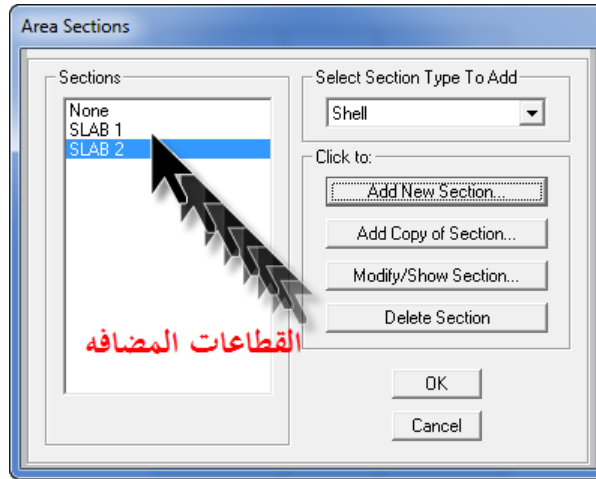 Area Sections
Sections
None
SLAB 1
SLAB 2
القطاعات المضافه
Select Section Type To Add
Shell
Click to:
Add New Section...
Add Copy of Section...
Modify/Show Section...
Delete Section
OK
Cancel